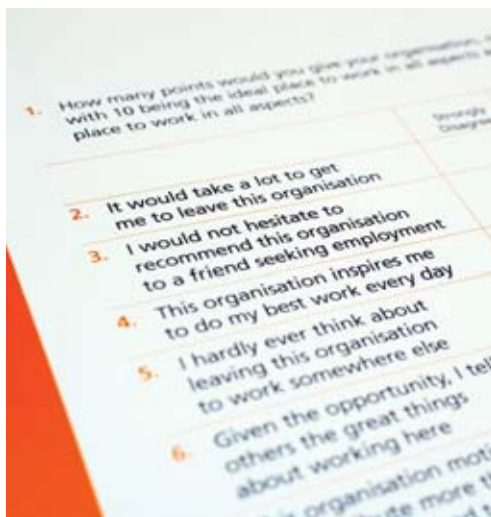 1. How many points would you give your organisation,
with 10 being the ideal place to work in all aspects
place to work in all aspects?
Strongly
Disagree
2. It would take a lot to get
me to leave this organisation
3. I would not hesitate to
recommend this organisation
to a friend seeking employment
4. This organisation inspires me
to do my best work every day
5. I hardly ever think about
leaving this organisation
to work somewhere else
6. Given the opportunity, I tell
others the great things
about working here
organisation
more